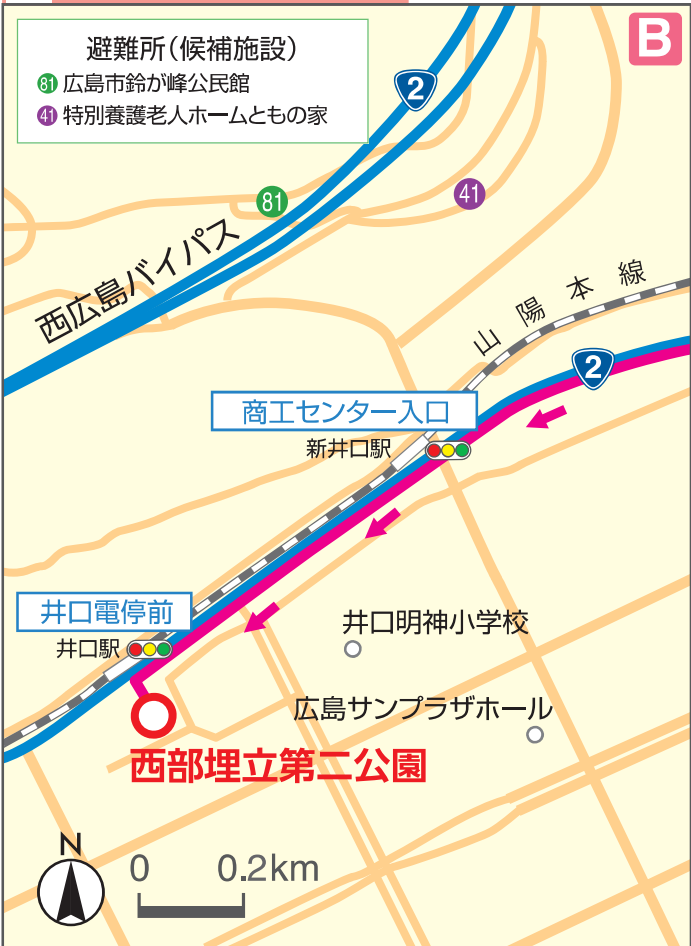 B
避難所(候補施設)
81 広島市鈴が峰公民館
41 特別養護老人ホームともの家
2
81
41
西広島バイパス
山陽本線
2
商工センター入口
新井口駅
井口電停前
井口駅
井口明神小学校
広島サンプラザホール
西部埋立第二公園
N
0 0.2km